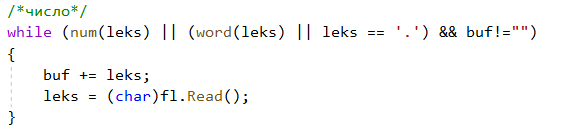 /*число*/
while (num(leks) || (word(leks) || leks == '.') && buf!="")
{
    buf += leks;
    leks = (char)fl.Read();
}